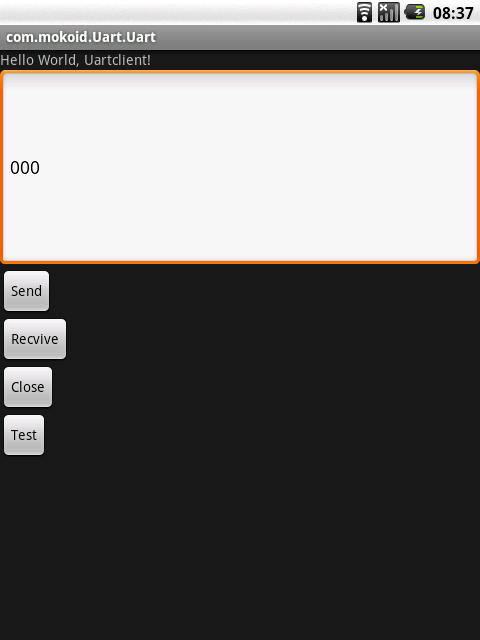 08:37
com.mokoid.Uart.Uart
Hello World, Uartclient!
000
Send
Recvive
Close
Test